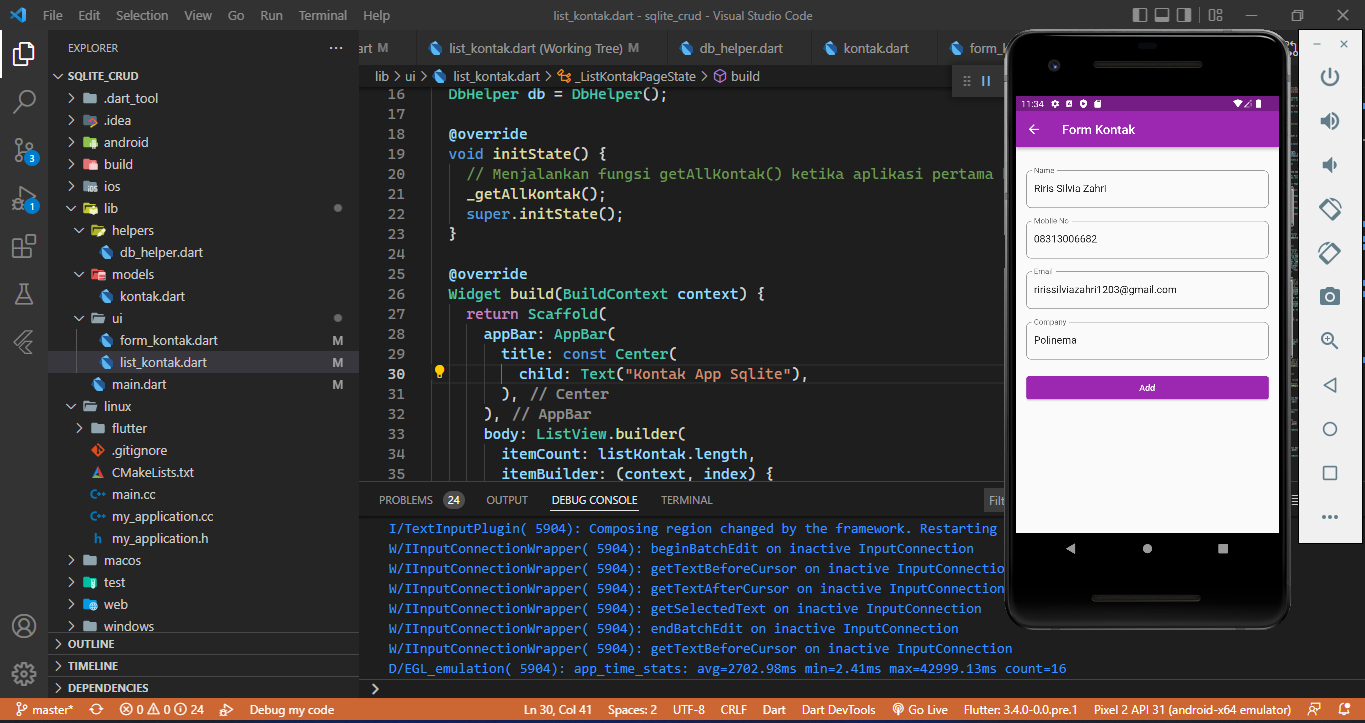 File Edit Selection View Go Run Terminal Help
list_kontak.dart - sqlite_crud - Visual Studio Code
EXPLORER
SQLITE_CRUD
.dart_tool
.idea
android
build
ios
lib
helpers
db_helper.dart
models
kontak.dart
ui
form_kontak.dart M
list_kontak.dart M
main.dart M
linux
flutter
.gitignore
CMakeLists.txt
main.cc
my_application.cc
my_application.h
macos
test
web
windows
OUTLINE
TIMELINE
DEPENDENCIES
3
1
art M list_kontak.dart (Working Tree) M db_helper.dart kontak.dart form_k
lib > ui > list_kontak.dart > _ListKontakPageState > build
16 DbHelper db = DbHelper();
17
18 @override
19 void initState() {
20 // Menjalankan fungsi getAllKontak() ketika aplikasi pertama
21 _getAllKontak();
22 super.initState();
23 }
24
25 @override
26 Widget build(BuildContext context) {
27 return Scaffold(
28 appBar: AppBar(
29 title: const Center(
30 child: Text("Kontak App Sqlite"),
31 ), // Center
32 ), // AppBar
33 body: ListView.builder(
34 itemCount: listKontak.length,
35 itemBuilder: (context, index) {
PROBLEMS 24 OUTPUT DEBUG CONSOLE TERMINAL Filt
I/TextInputPlugin( 5904): Composing region changed by the framework. Restarting
W/IInputConnectionWrapper( 5904): beginBatchEdit on inactive InputConnection
W/IInputConnectionWrapper( 5904): getTextBeforeCursor on inactive InputConnectio
W/IInputConnectionWrapper( 5904): getTextAfterCursor on inactive InputConnection
W/IInputConnectionWrapper( 5904): getSelectedText on inactive InputConnection
W/IInputConnectionWrapper( 5904): endBatchEdit on inactive InputConnection
W/IInputConnectionWrapper( 5904): getTextBeforeCursor on inactive InputConnection
D/EGL_emulation( 5904): app_time_stats: avg=2702.98ms min=2.41ms max=42999.13ms count=16
11:34
Form Kontak
Name
Riris Silvia Zahri
Mobile No
08313006682
Email
ririssilviazahri1203@gmail.com
Company
Polinema
Add
master* 0 0 24 Debug my code Ln 30, Col 41 Spaces: 2 UTF-8 CRLF Dart Dart DevTools Go Live Flutter: 3.4.0-0.0.pre.1 Pixel 2 API 31 (android-x64 emulator)